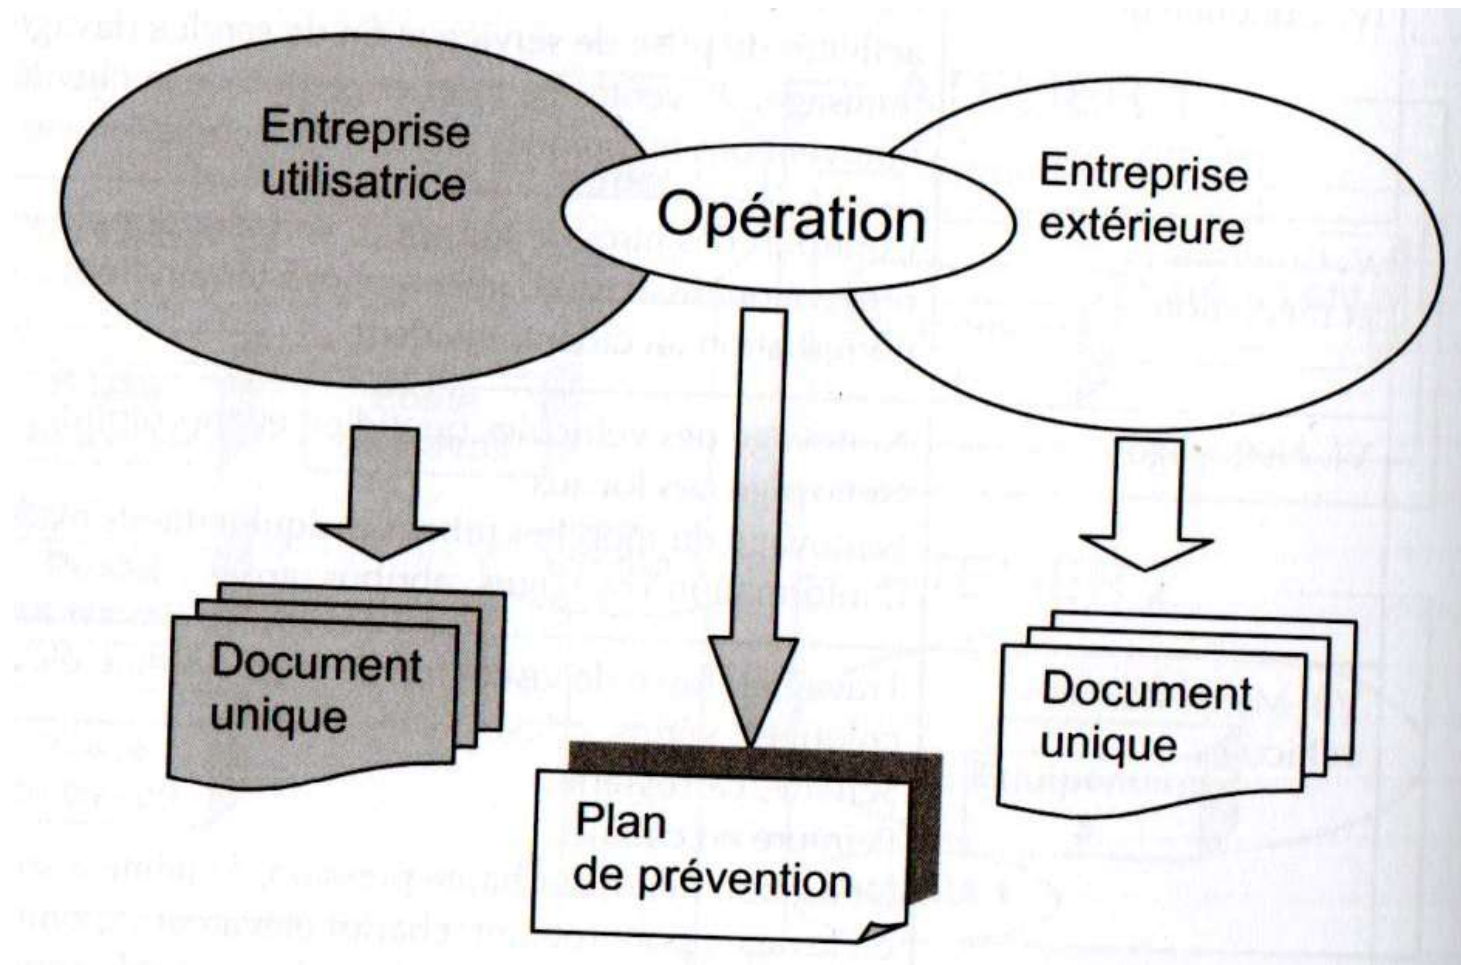 Entreprise
utilisatrice
Opération
Entreprise
extérieure
Document
unique
Plan
de prévention
Document
unique